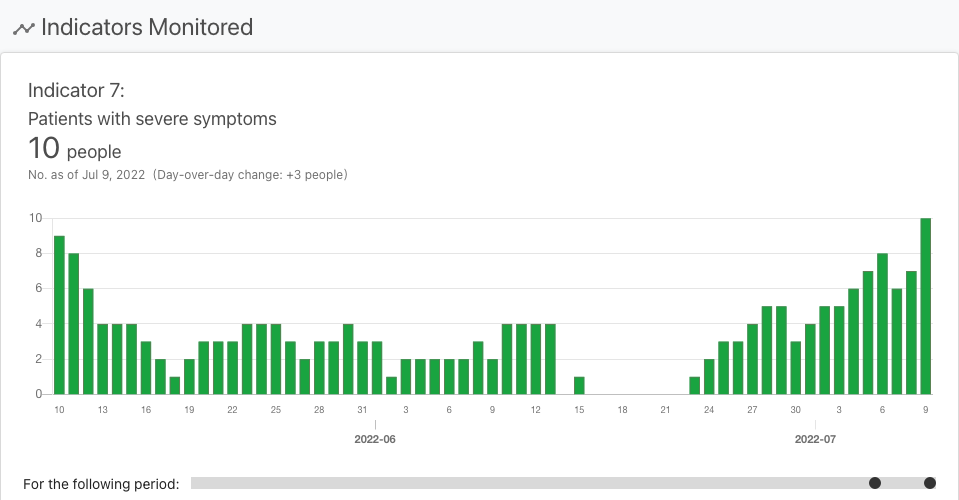 Indicators Monitored
Indicator 7:
Patients with severe symptoms
10 people
No. as of Jul 9, 2022 (Day-over-day change: +3 people)
10
8
6
4
2
0
10 13 16 19 22 25 28 31 3 6 9 12 15 18 21 24 27 30 3 6 9
2022-06 2022-07
For the following period: